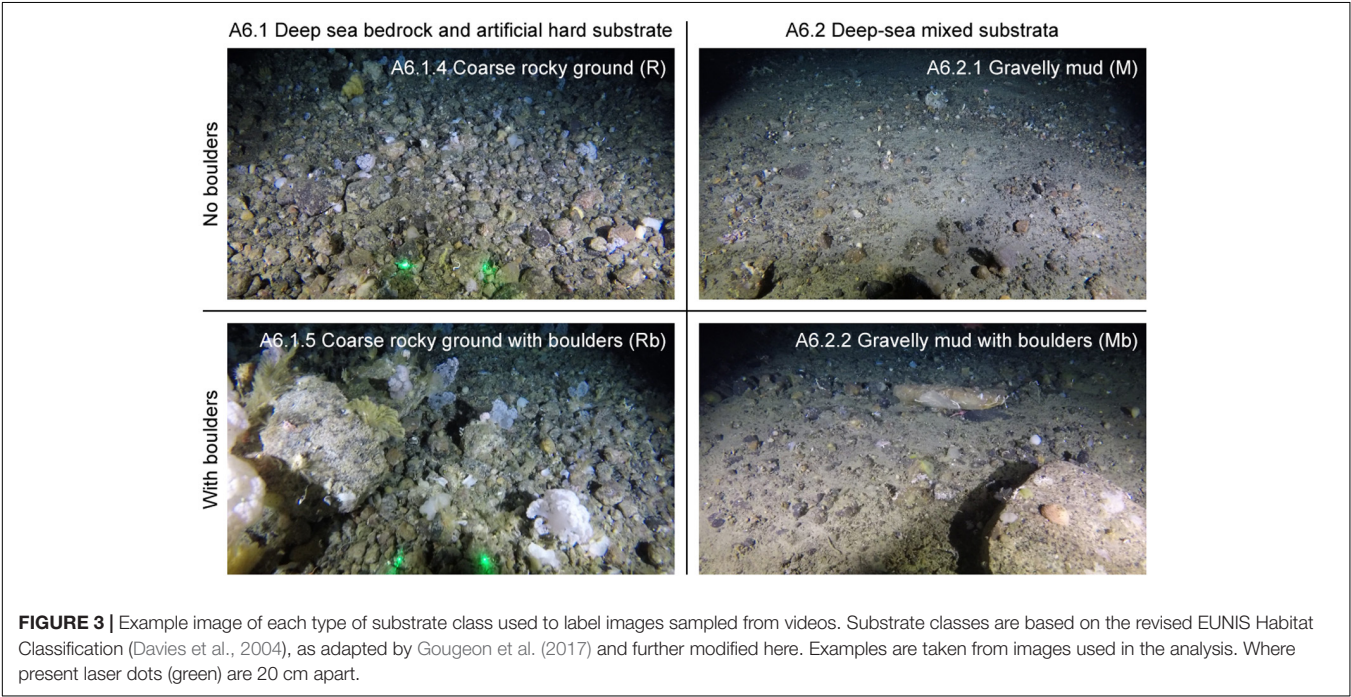 A6.1 Deep sea bedrock and artificial hard substrate
A6.2 Deep-sea mixed substrata
No boulders
A6.1.4 Coarse rocky ground (R)
A6.2.1 Gravelly mud (M)
With boulders
A6.1.5 Coarse rocky ground with boulders (Rb)
A6.2.2 Gravelly mud with boulders (Mb)
FIGURE 3 | Example image of each type of substrate class used to label images sampled from videos. Substrate classes are based on the revised EUNIS Habitat
Classification (Davies et al., 2004), as adapted by Gougeon et al. (2017) and further modified here. Examples are taken from images used in the analysis. Where
present laser dots (green) are 20 cm apart.